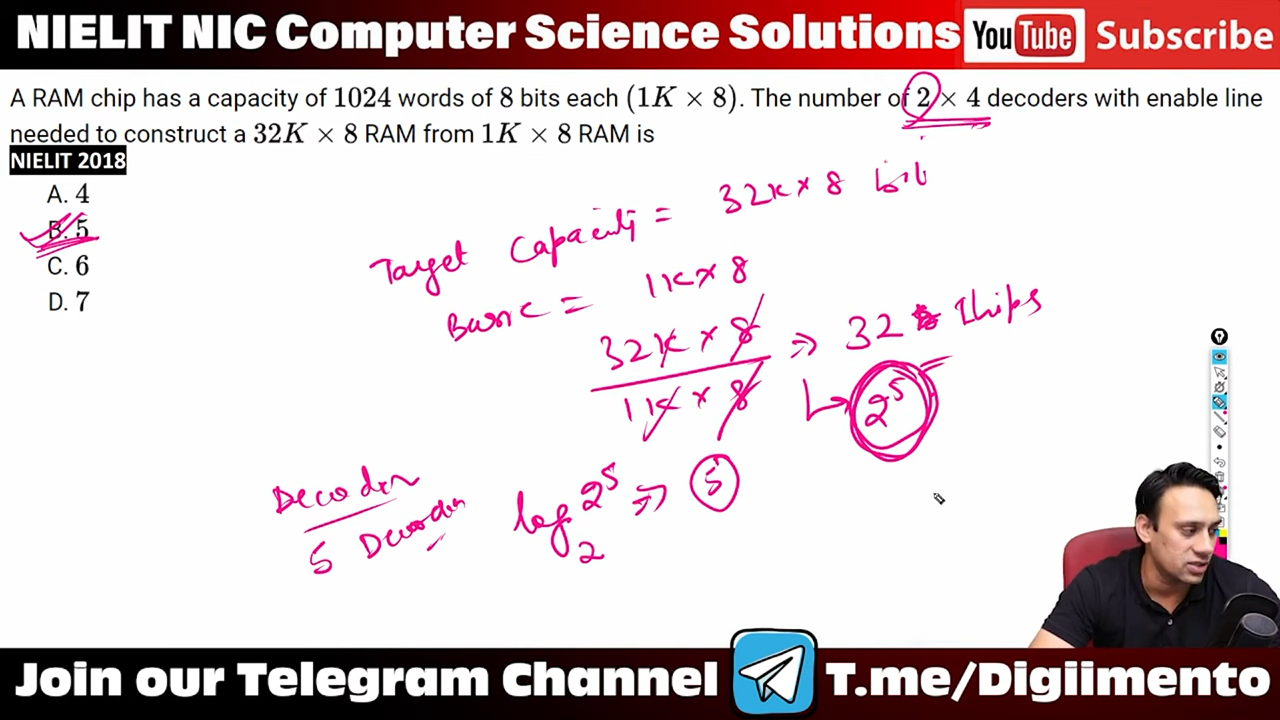 NIELIT NIC Computer Science Solutions YouTube Subscribe
A RAM chip has a capacity of 1024 words of 8 bits each (1K × 8). The number of 2 × 4 decoders with enable line
needed to construct a 32K × 8 RAM from 1K × 8 RAM is
NIELIT 2018
A. 4
B. 5
C. 6
D. 7
Target Capacity = 32K × 8 bit
Basic = 1K × 8
32K × 8
1K × 8
⇒ 32 Chips
2^5
Decoder
5 Decoder
log_2 2^5 ⇒ 5
Join our Telegram Channel T.me/Digiimento